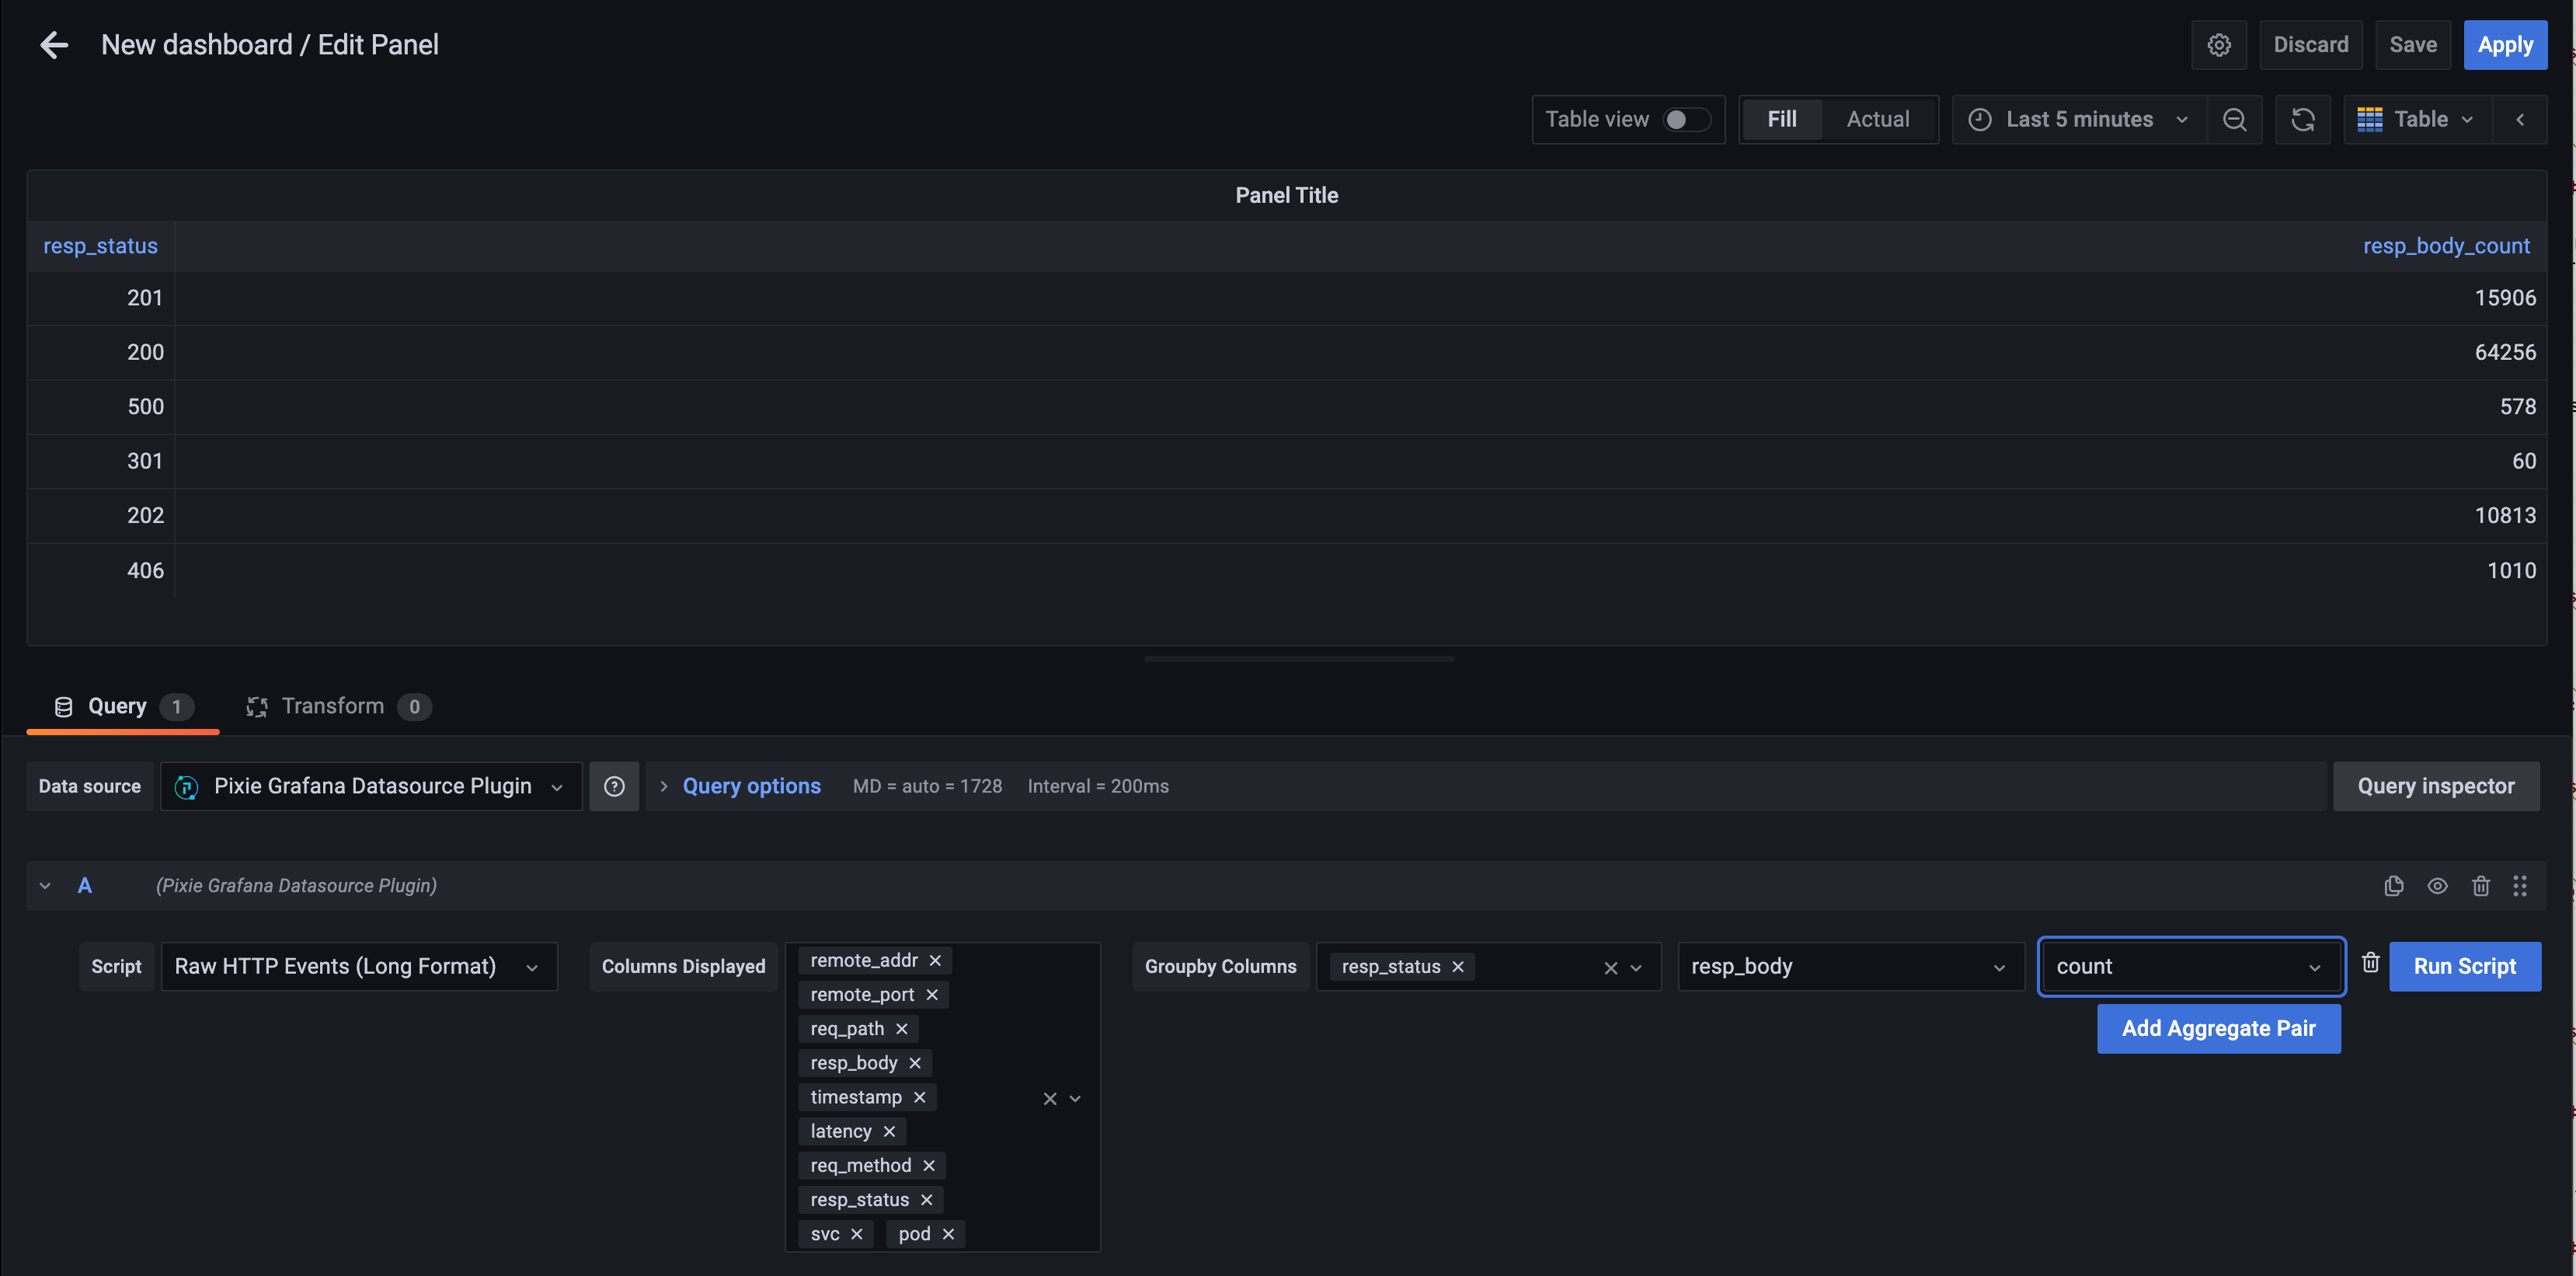 New dashboard / Edit Panel
Discard
Save
Apply
Table view
Fill
Actual
Last 5 minutes
Table
Panel Title
resp_status
resp_body_count
201
15906
200
64256
500
578
301
60
202
10813
406
1010
Query 1
Transform 0
Data source
Pixie Grafana Datasource Plugin
Query options
MD = auto = 1728
Interval = 200ms
Query inspector
A
(Pixie Grafana Datasource Plugin)
Script
Raw HTTP Events (Long Format)
Columns Displayed
remote_addr
remote_port
req_path
resp_body
timestamp
latency
req_method
resp_status
svc
pod
Groupby Columns
resp_status
resp_body
count
Run Script
Add Aggregate Pair